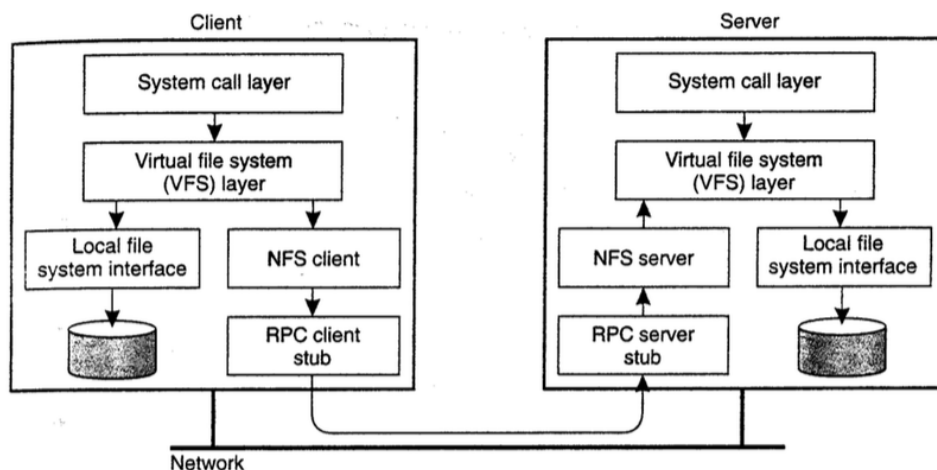 Client
Server
System call layer
System call layer
Virtual file system
(VFS) layer
Virtual file system
(VFS) layer
Local file
system interface
NFS client
NFS server
Local file
system interface
RPC client
stub
RPC server
stub
Network